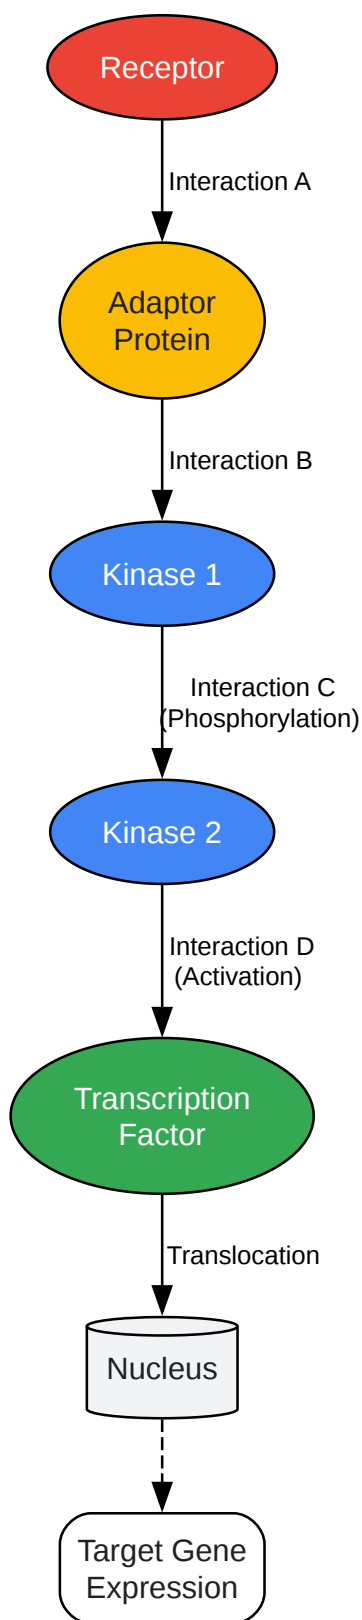 Receptor
Interaction A
Adaptor
Protein
Interaction B
Kinase 1
Interaction C
(Phosphorylation)
Kinase 2
Interaction D
(Activation)
Transcription
Factor
Translocation
Nucleus
Target Gene
Expression